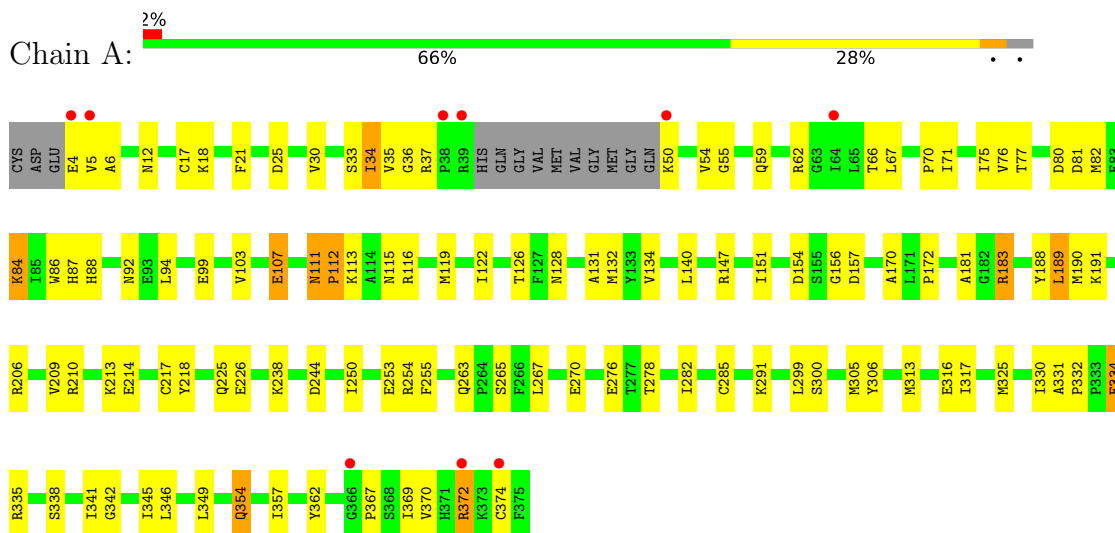 2%
Chain A:
66% 28% • •
CYS ASP GLU E4 V5 A6 N12 C17 K18 F21 D25 V30 S33 I34 V35 G36 R37 P38 R39 HIS GLN GLY VAL MET VAL GLY MET GLY GLN K50 V54 G55 Q59 R62 G63 I64 L65 T66 L67 P70 I71 I75 V76 T77 D80 D81 M82 E83
K84 I85 W86 H87 H88 N92 E93 L94 E99 V103 E107 N111 P112 K113 A114 N115 R116 M119 I122 T126 F127 N128 A131 M132 Y133 V134 L140 R147 I151 D154 S155 G156 D157 A170 L171 P172 A181 G182 R183 Y188 L189 M190 K191
R206 V209 R210 K213 E214 C217 Y218 Q225 E226 K238 D244 I250 E253 R254 F255 Q263 P264 S265 F266 L267 E270 E276 T277 T278 I282 C285 K291 L299 S300 M305 Y306 M313 E316 I317 M325 I330 A331 P332 P333 E334
R335 S338 I341 G342 I345 L346 L349 Q354 I357 Y362 G366 P367 S368 I369 V370 H371 R372 K373 C374 F375